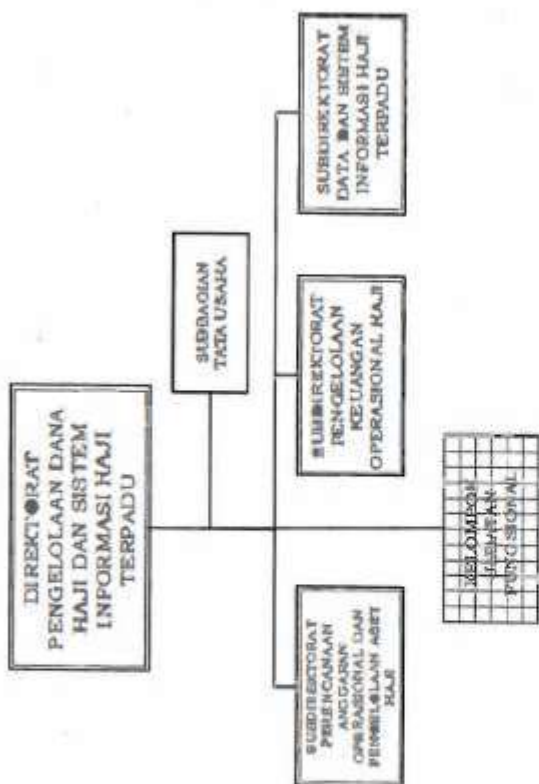 DIREKTORAT
PENGELOLAAN DANA
HAJI DAN SISTEM
INFORMASI HAJI
TERPADU
SUBBAGIAN
TATA USAHA
SUBDIREKTORAT
PERENCANAAN
ANGGARAN
OPERASIONAL DAN
PENGELOLAAN ASET
HAJI
SUBDIREKTORAT
PENGELOLAAN
KEUANGAN
OPERASIONAL HAJI
SUBDIREKTORAT
DATA DAN SISTEM
INFORMASI HAJI
TERPADU
KELOMPOK
JABATAN
FUNGSIONAL